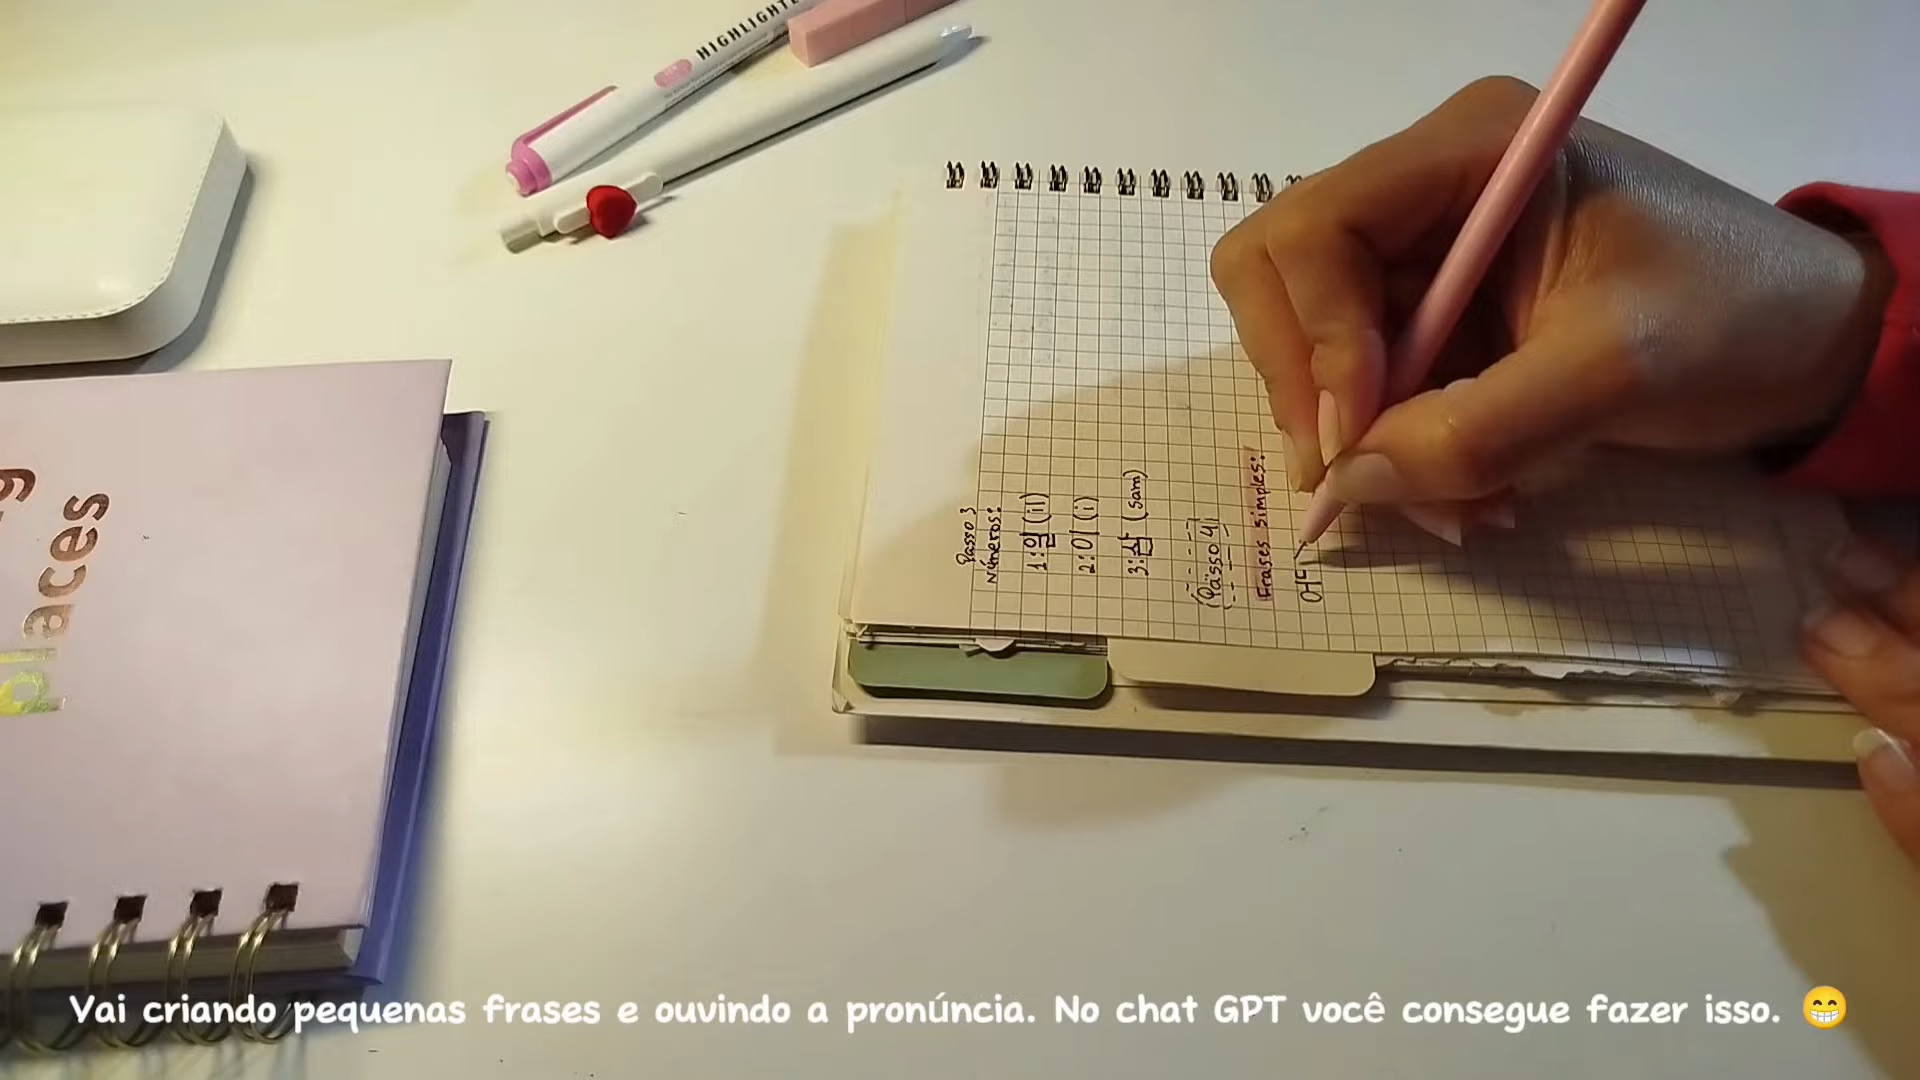 HIGHLIGHTE
places
Passo 3
Números:
1:일 (il)
2:이 (i)
3:삼 (sam)
Passo 4
Frases simples:
Vai criando pequenas frases e ouvindo a pronúncia. No chat GPT você consegue fazer isso. 😁